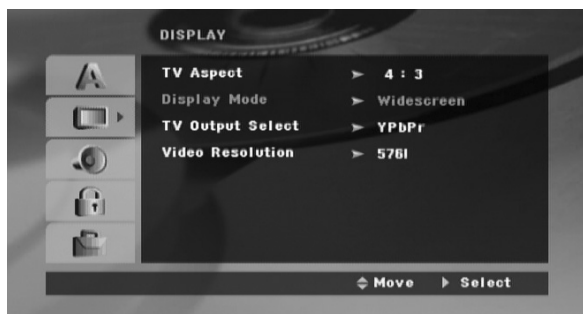 DISPLAY
TV Aspect ► 4 : 3
Display Mode ► Widescreen
TV Output Select ► YPbPr
Video Resolution ► 576I
Move ► Select